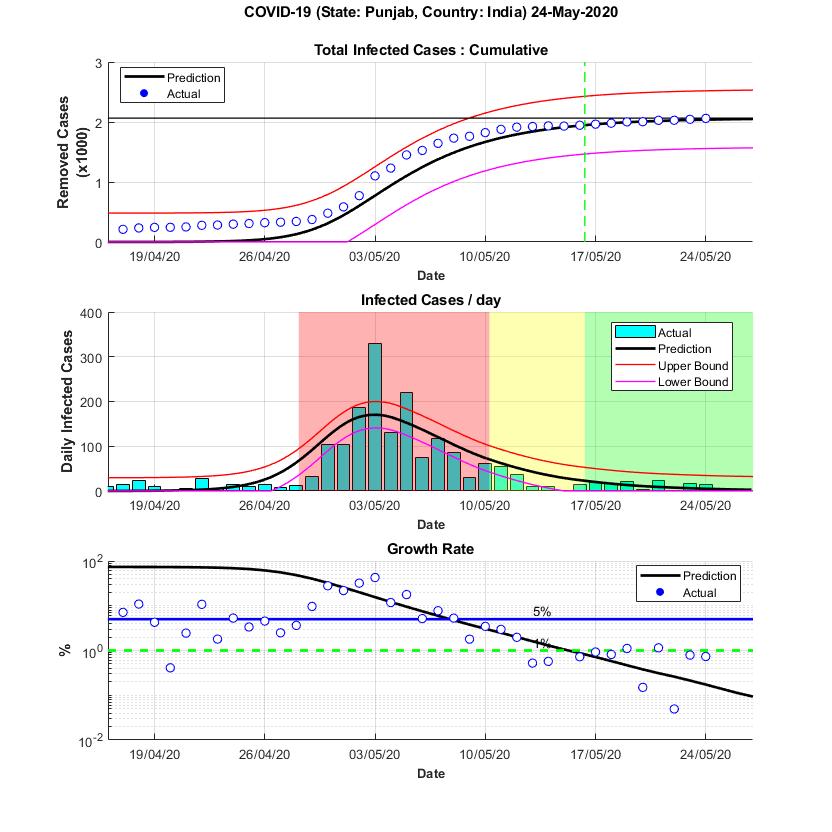 COVID-19 (State: Punjab, Country: India) 24-May-2020
Total Infected Cases : Cumulative
Removed Cases
(x1000)
3
2
1
0
Prediction
Actual
19/04/20 26/04/20 03/05/20 10/05/20 17/05/20 24/05/20
Date
Infected Cases / day
Daily Infected Cases
400
300
200
100
0
Actual
Prediction
Upper Bound
Lower Bound
19/04/20 26/04/20 03/05/20 10/05/20 17/05/20 24/05/20
Date
Growth Rate
%
10^2
10^0
10^-2
Prediction
Actual
5%
1%
19/04/20 26/04/20 03/05/20 10/05/20 17/05/20 24/05/20
Date